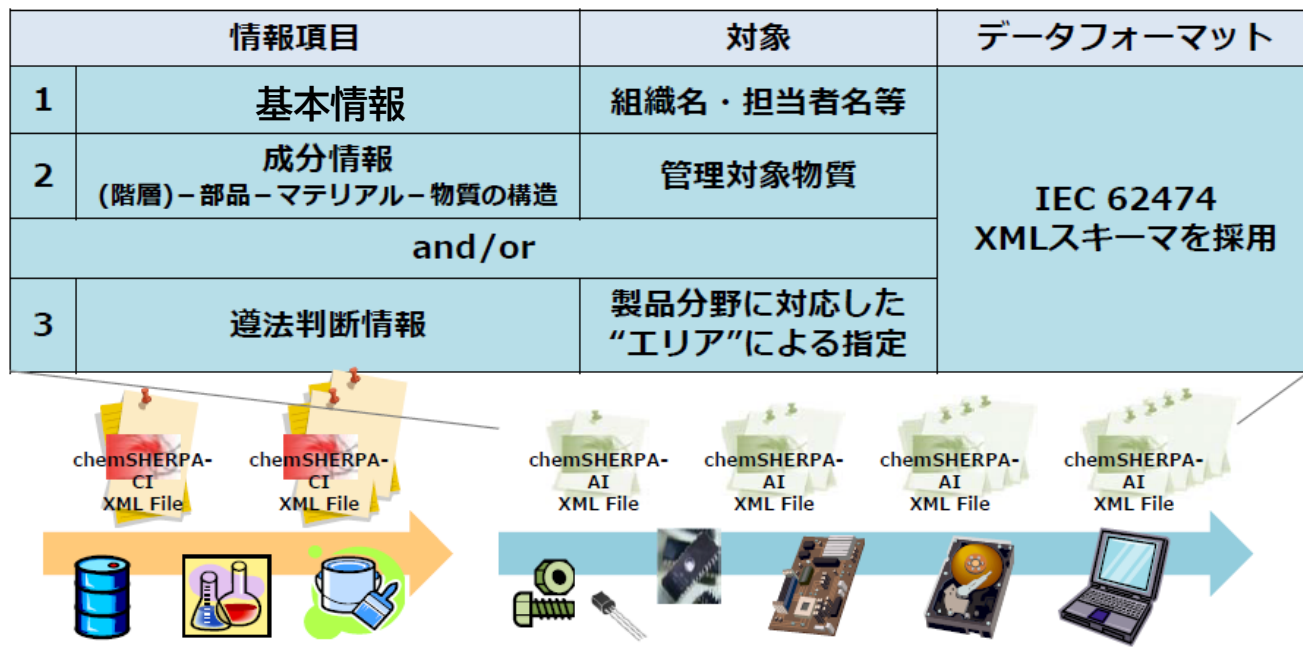 情報項目 対象 データフォーマット
1 基本情報 組織名・担当者名等
2 成分情報 管理対象物質
(階層)－部品－マテリアル－物質の構造
IEC 62474
XMLスキーマを採用
and/or
3 遵法判断情報 製品分野に対応した
“エリア”による指定
chemSHERPA-
CI
XML File
chemSHERPA-
CI
XML File
chemSHERPA-
AI
XML File
chemSHERPA-
AI
XML File
chemSHERPA-
AI
XML File
chemSHERPA-
AI
XML File